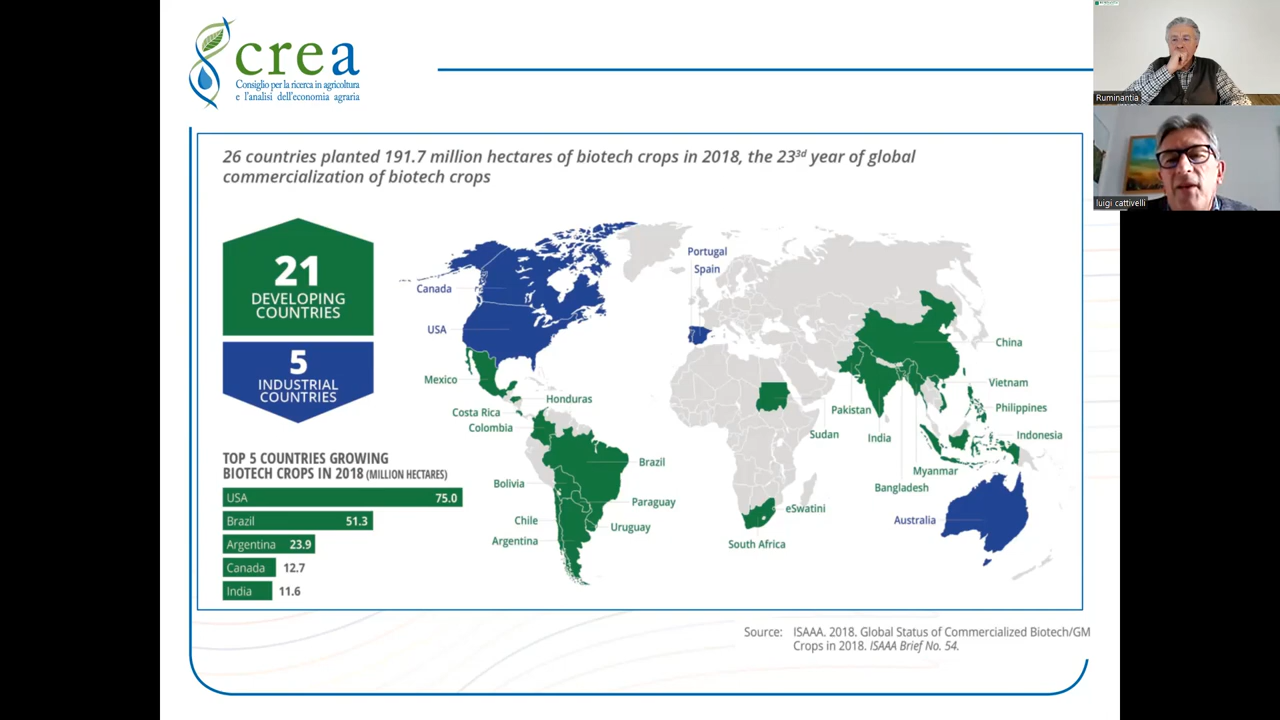 crea
Consiglio per la ricerca in agricoltura
e l'analisi dell'economia agraria
Ruminantia
luigi cattivelli
26 countries planted 191.7 million hectares of biotech crops in 2018, the 23³ᵈ year of global
commercialization of biotech crops
21
DEVELOPING
COUNTRIES
5
INDUSTRIAL
COUNTRIES
TOP 5 COUNTRIES GROWING
BIOTECH CROPS IN 2018 (MILLION HECTARES)
USA 75.0
Brazil 51.3
Argentina 23.9
Canada 12.7
India 11.6
Portugal
Spain
Canada
USA
Mexico
Honduras
Costa Rica
Colombia
Brazil
Bolivia
Paraguay
Chile
Uruguay
Argentina
China
Vietnam
Philippines
Pakistan
Sudan
India
Indonesia
Myanmar
Bangladesh
eSwatini
Australia
South Africa
Source: ISAAA. 2018. Global Status of Commercialized Biotech/GM
Crops in 2018. ISAAA Brief No. 54.